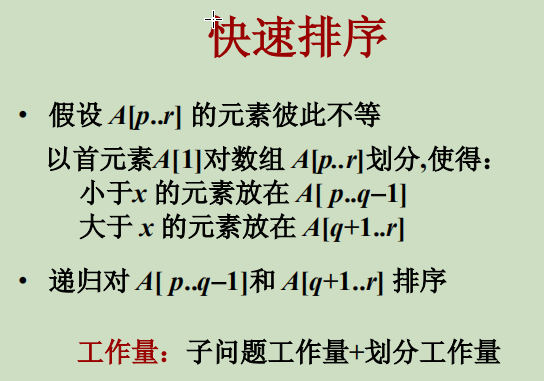 快速排序
• 假设 A[p..r] 的元素彼此不等
以首元素A[1]对数组 A[p..r]划分,使得：
小于x 的元素放在 A[ p..q−1]
大于 x 的元素放在 A[q+1..r]
• 递归对 A[ p..q−1]和 A[q+1..r] 排序
工作量：子问题工作量+划分工作量